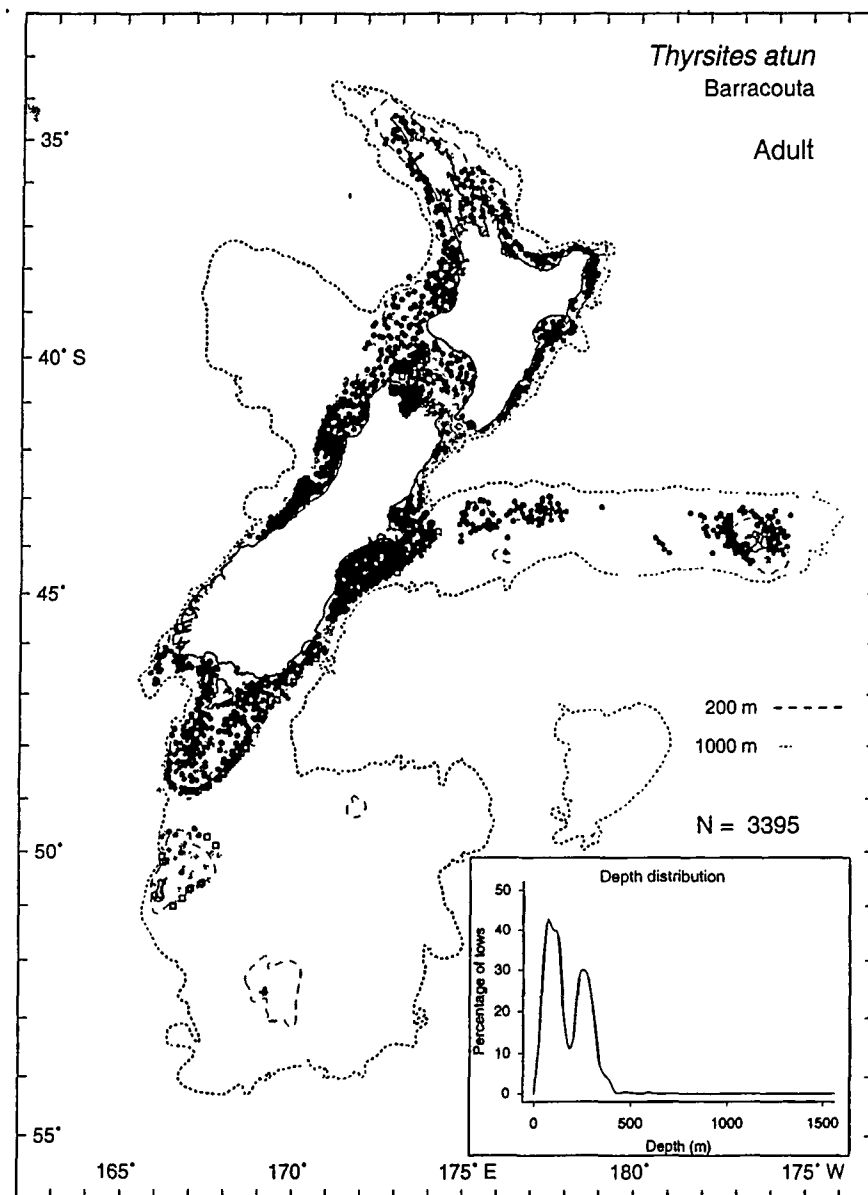 Thyrsites atun
Barracouta
Adult
35°
40° S
45°
50°
55°
200 m
1000 m
N = 3395
Depth distribution
Percentage of tows
50
40
30
20
10
0
0
500
1000
1500
Depth (m)
165°
170°
175° E
180°
175° W